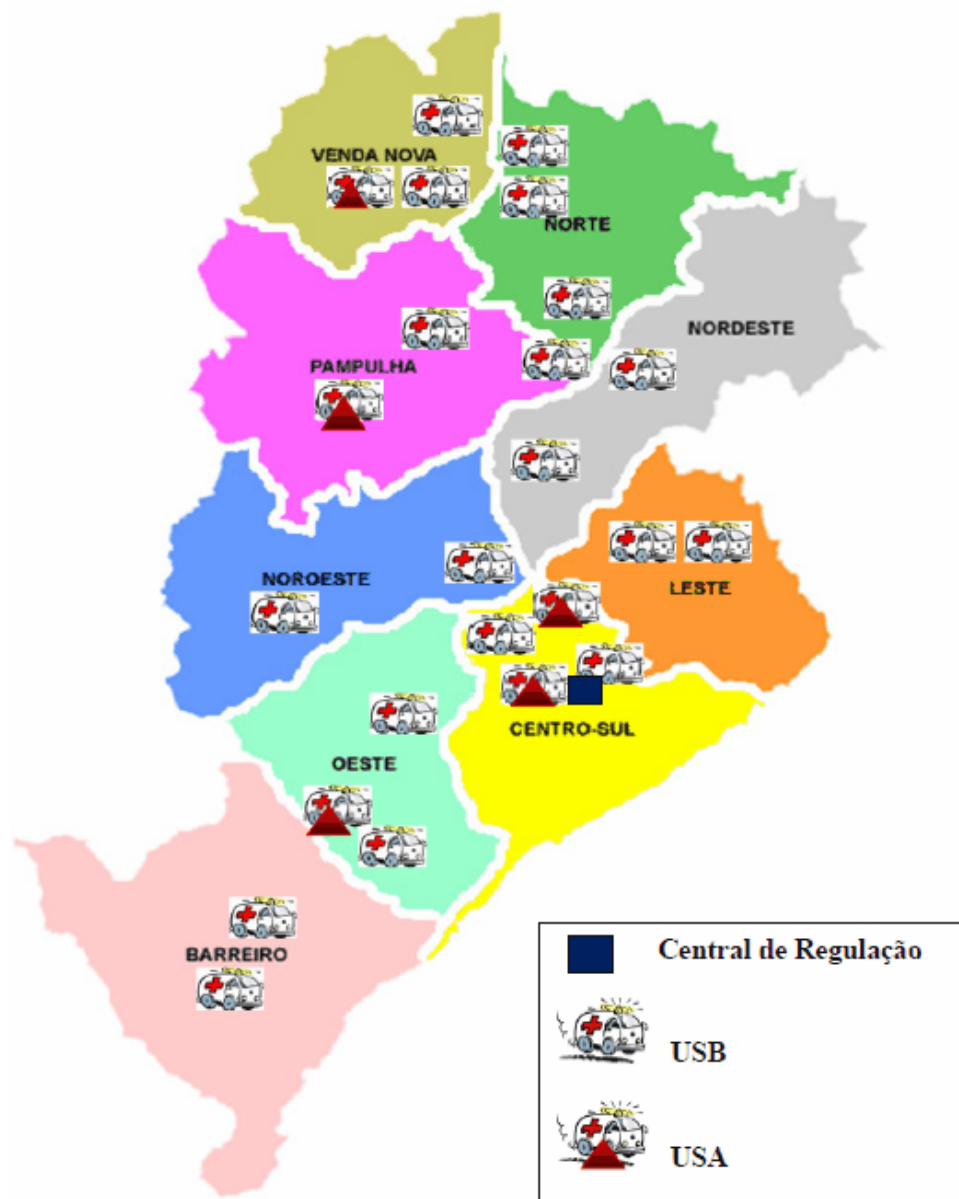 VENDA NOVA
NORTE
NORDESTE
PAMPULHA
NOROESTE
LESTE
CENTRO-SUL
OESTE
BARREIRO
Central de Regulação
USB
USA